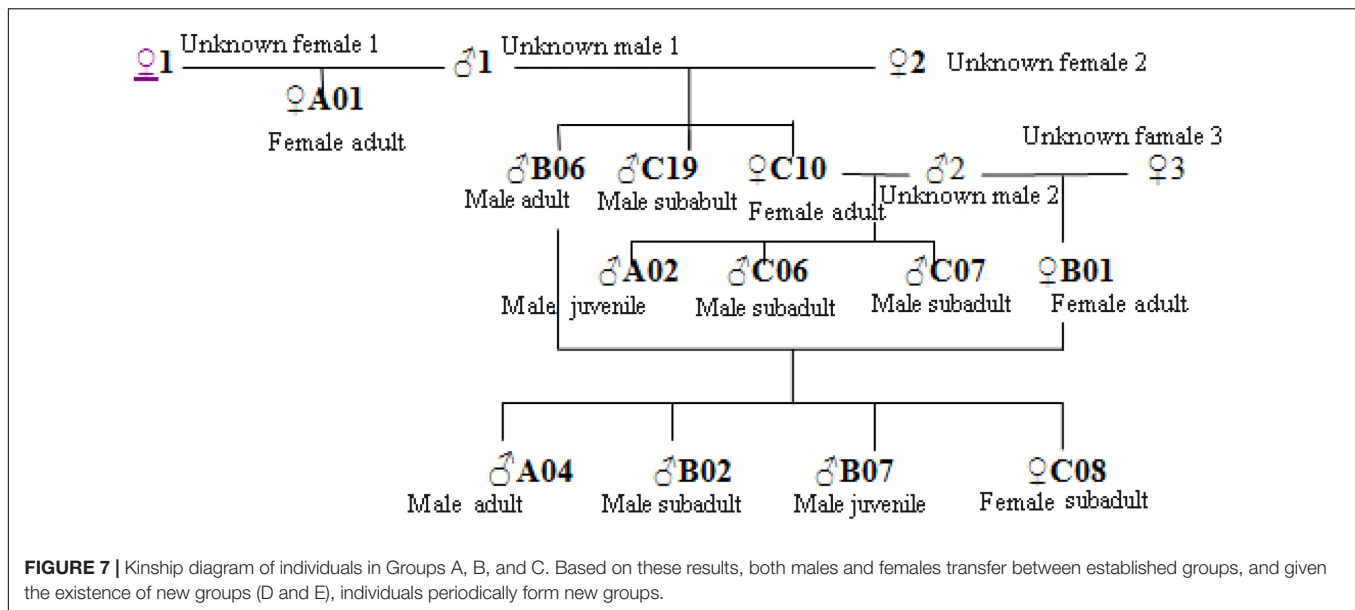 ♀1 Unknown female 1 ♂1 Unknown male 1 ♀2 Unknown female 2
♀A01
Female adult
Unknown famale 3
♂B06 ♂C19 ♀C10 ♂2 ♀3
Male adult Male subabult Female adult Unknown male 2
♂A02 ♂C06 ♂C07 ♀B01
Male juvenile Male subadult Male subadult Female adult
♂A04 ♂B02 ♂B07 ♀C08
Male adult Male subadult Male juvenile Female subadult
FIGURE 7 | Kinship diagram of individuals in Groups A, B, and C. Based on these results, both males and females transfer between established groups, and given
the existence of new groups (D and E), individuals periodically form new groups.